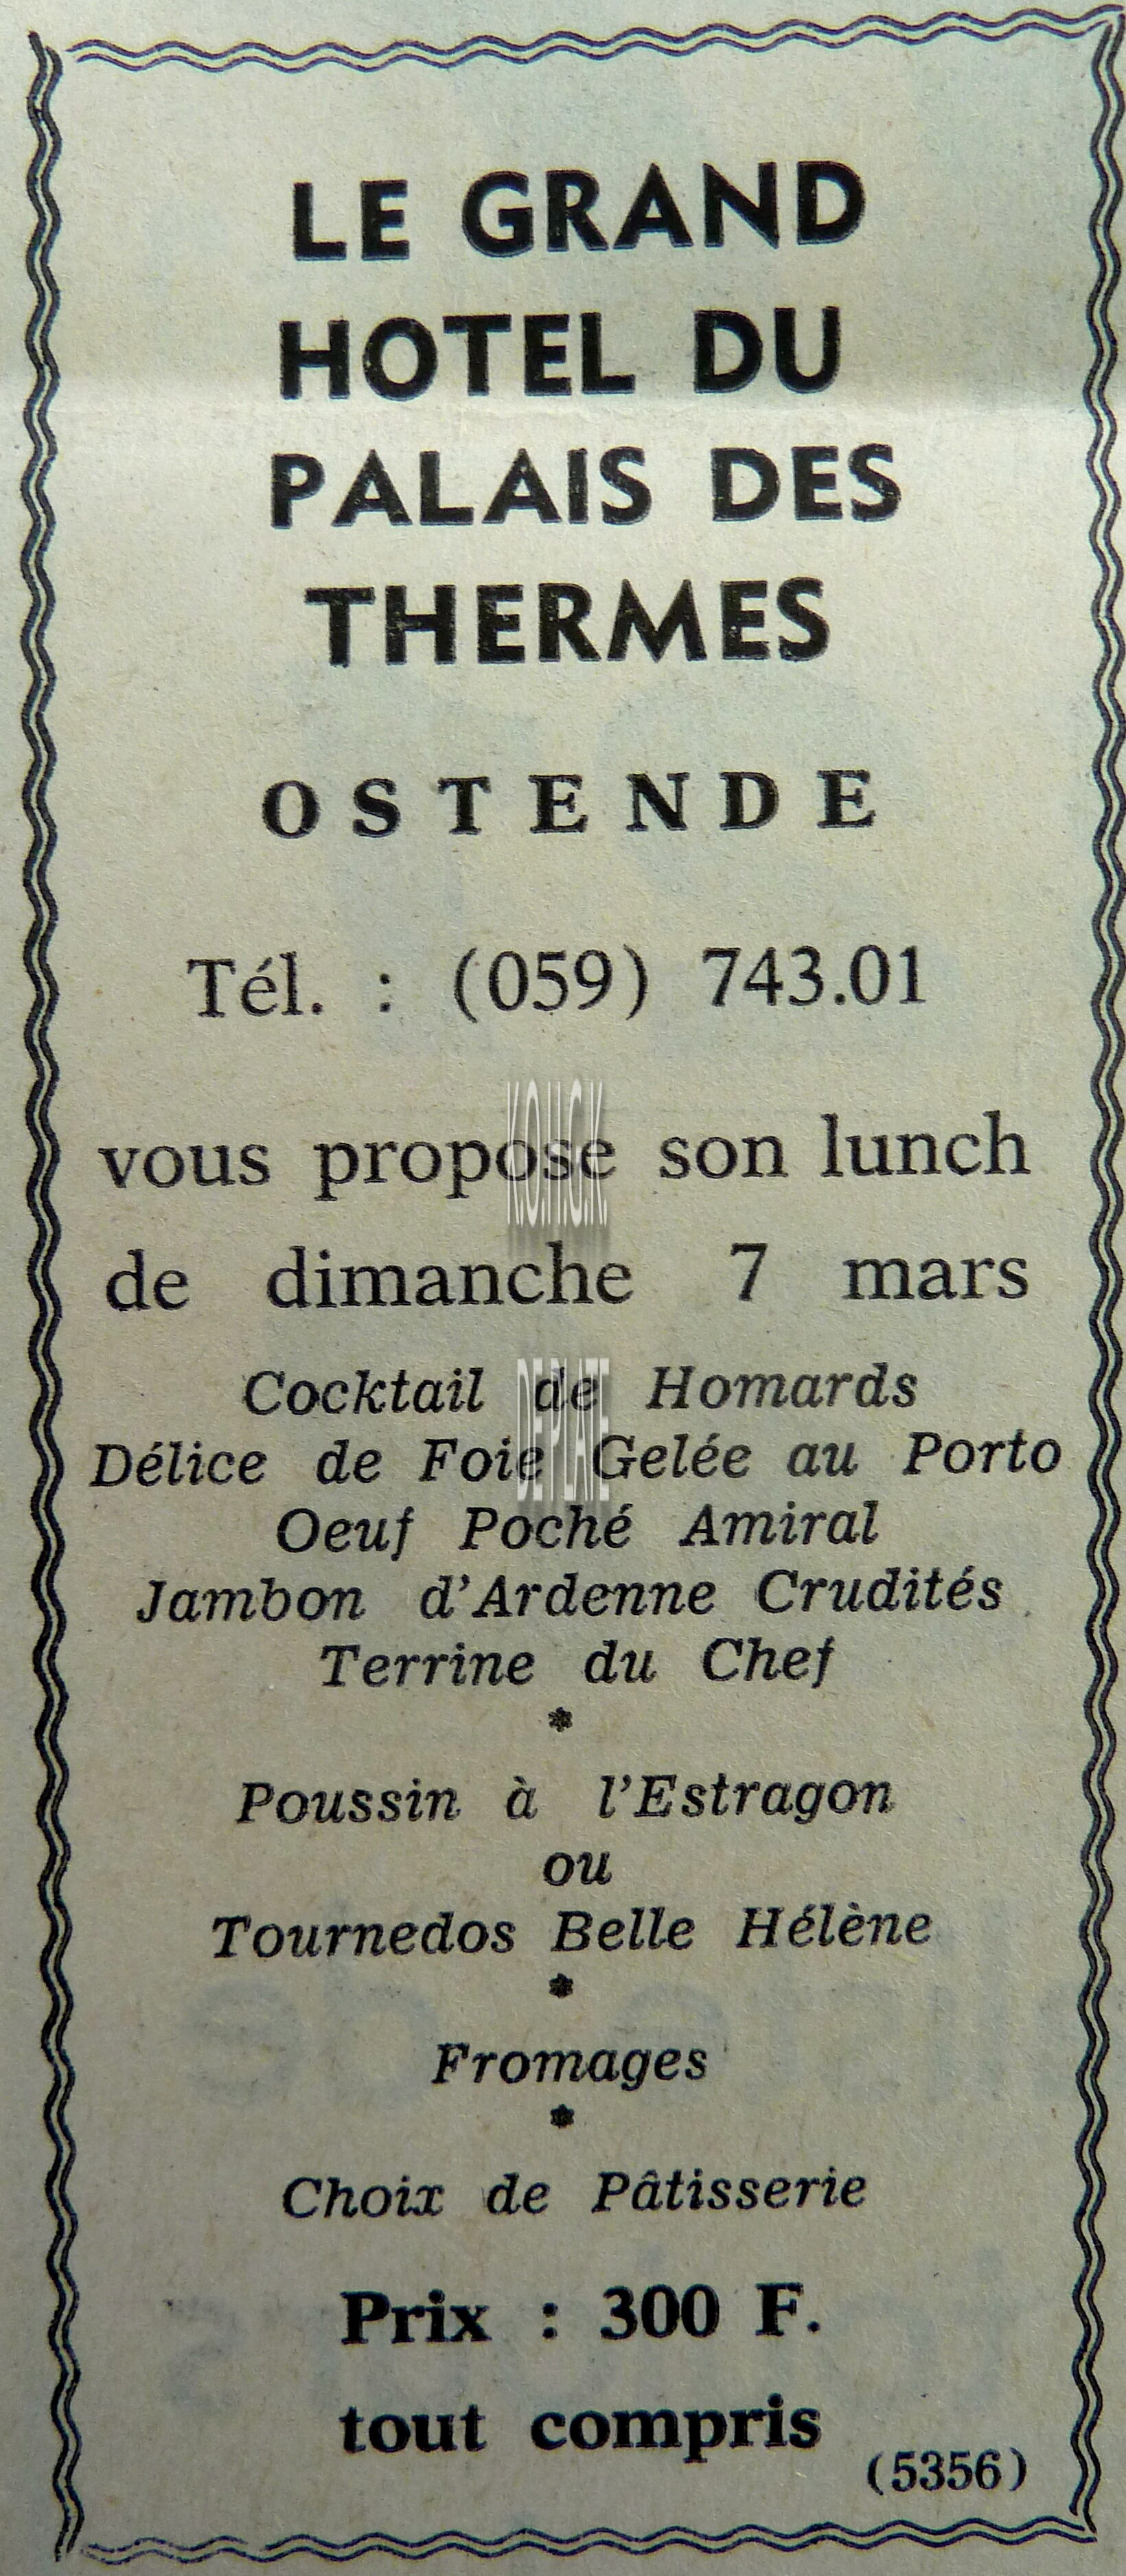 LE GRAND
HOTEL DU
PALAIS DES
THERMES
OSTENDE
Tél. : (059) 743.01
vous propose son lunch
de dimanche 7 mars
Cocktail de Homards
Délice de Foie Gelée au Porto
Oeuf Poché Amiral
Jambon d'Ardenne Crudités
Terrine du Chef
*
Poussin à l'Estragon
ou
Tournedos Belle Hélène
*
Fromages
*
Choix de Pâtisserie
Prix : 300 F.
tout compris
(5356)
DE PLATE